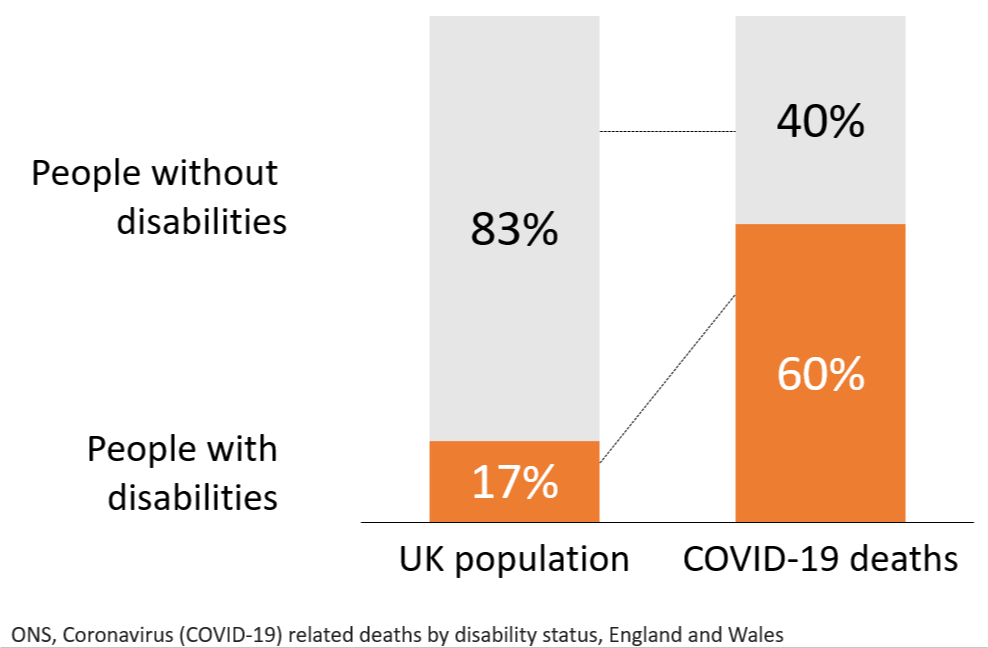 40%
People without
disabilities
83%
60%
People with
disabilities
17%
UK population
COVID-19 deaths
ONS, Coronavirus (COVID-19) related deaths by disability status, England and Wales